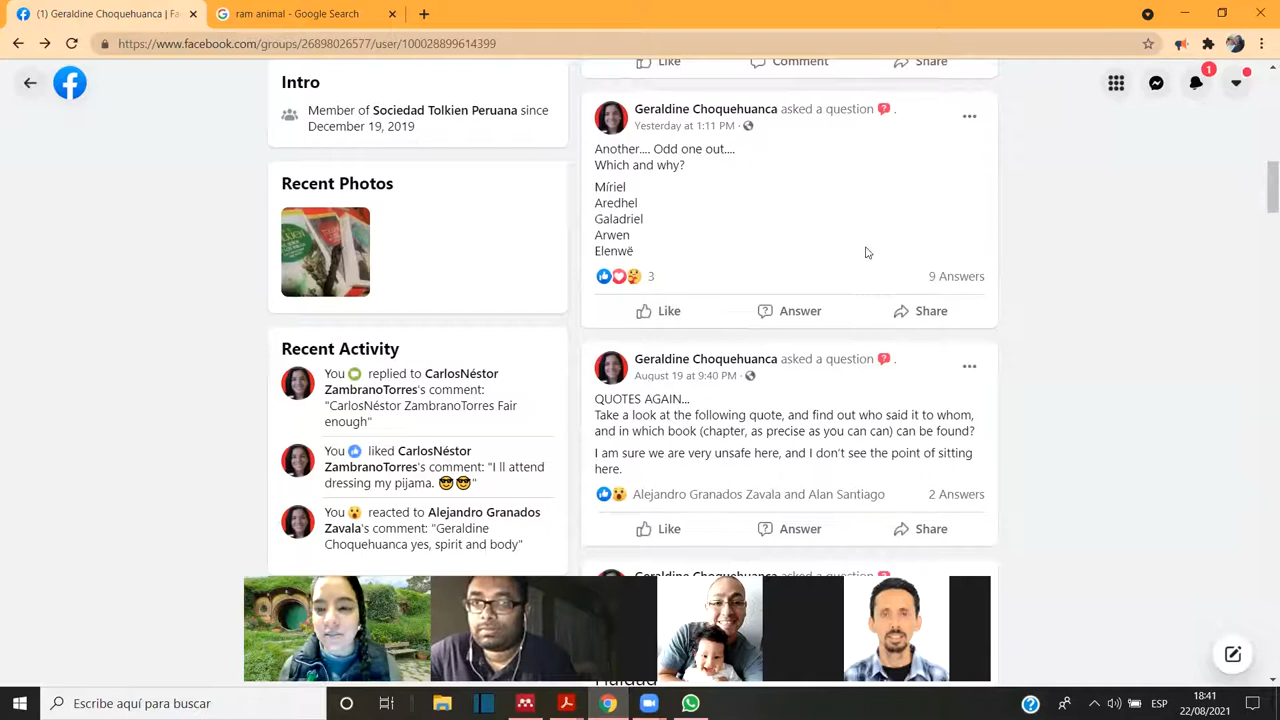 (1) Geraldine Choquehuanca | Fa
ram animal - Google Search
https://www.facebook.com/groups/26898026577/user/100028899614399
1
Intro
Member of Sociedad Tolkien Peruana since
December 19, 2019
Recent Photos
Recent Activity
You replied to CarlosNéstor
ZambranoTorres's comment:
"CarlosNéstor ZambranoTorres Fair
enough"
You liked CarlosNéstor
ZambranoTorres's comment: "I ll attend
dressing my pijama. 😎😎"
You reacted to Alejandro Granados
Zavala's comment: "Geraldine
Choquehuanca yes, spirit and body"
Like Comment Share
Geraldine Choquehuanca asked a question .
Yesterday at 1:11 PM ·
Another.... Odd one out....
Which and why?
Míriel
Aredhel
Galadriel
Arwen
Elenwë
3 9 Answers
Like Answer Share
Geraldine Choquehuanca asked a question .
August 19 at 9:40 PM ·
QUOTES AGAIN...
Take a look at the following quote, and find out who said it to whom,
and in which book (chapter, as precise as you can can) can be found?
I am sure we are very unsafe here, and I don't see the point of sitting
here.
Alejandro Granados Zavala and Alan Santiago 2 Answers
Like Answer Share
Geraldine Choquehuanca asked a question
Escribe aquí para buscar
ESP
18:41
22/08/2021